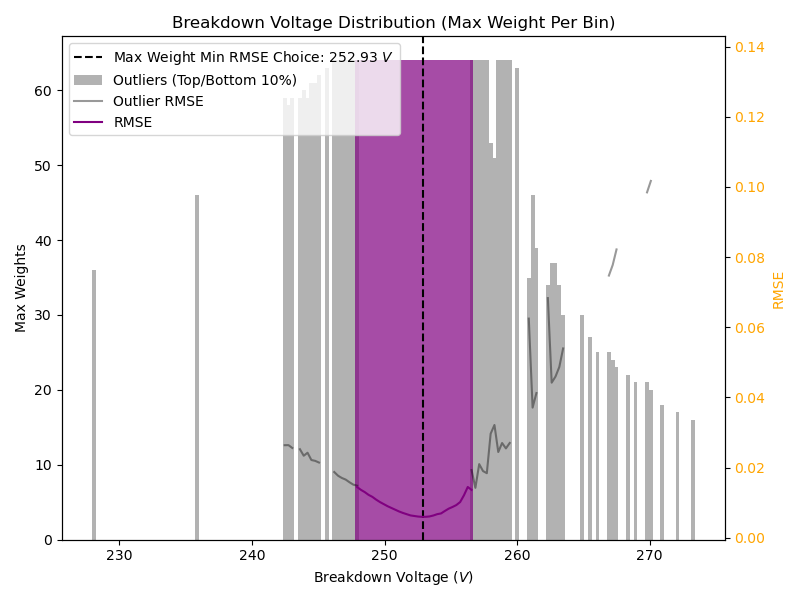 Breakdown Voltage Distribution (Max Weight Per Bin)
Max Weight Min RMSE Choice: 252.93 V
Outliers (Top/Bottom 10%)
Outlier RMSE
RMSE
Max Weights
0
10
20
30
40
50
60
230
240
250
260
270
Breakdown Voltage (V)
0.00
0.02
0.04
0.06
0.08
0.10
0.12
0.14
RMSE